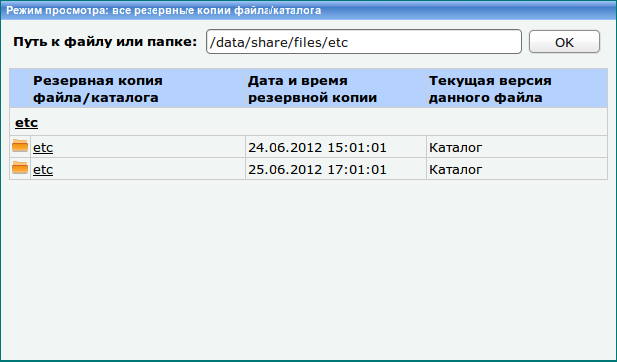 Режим просмотра: все резервные копии файла/каталога
Путь к файлу или папке: /data/share/files/etc OK
Резервная копия файла/каталога Дата и время резервной копии Текущая версия данного файла
etc
etc 24.06.2012 15:01:01 Каталог
etc 25.06.2012 17:01:01 Каталог